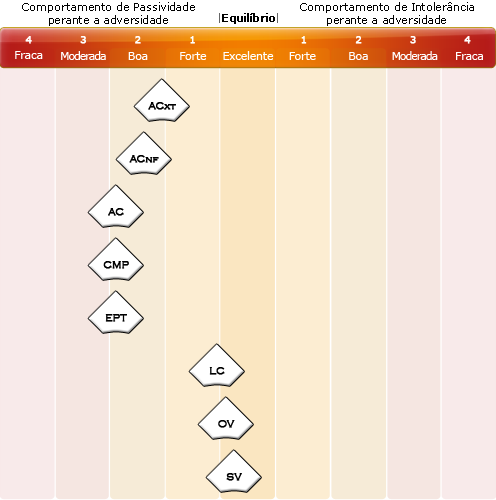 Comportamento de Passividade
perante a adversidade
|Equilíbrio|
Comportamento de Intolerância
perante a adversidade
4 3 2 1 1 2 3 4
Fraca Moderada Boa Forte Excelente Forte Boa Moderada Fraca
ACXT
ACNF
AC
CMP
EPT
LC
OV
SV